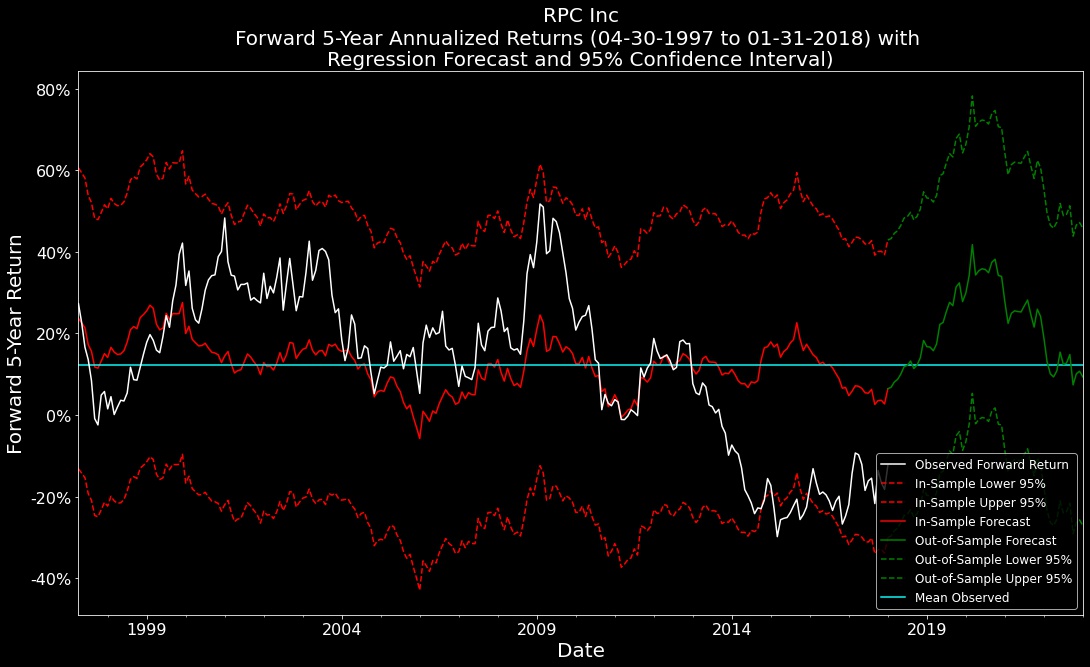 RPC Inc
Forward 5-Year Annualized Returns (04-30-1997 to 01-31-2018) with
Regression Forecast and 95% Confidence Interval)
80%
60%
40%
20%
0%
-20%
-40%
Forward 5-Year Return
Observed Forward Return
In-Sample Lower 95%
In-Sample Upper 95%
In-Sample Forecast
Out-of-Sample Forecast
Out-of-Sample Lower 95%
Out-of-Sample Upper 95%
Mean Observed
1999
2004
2009
2014
2019
Date